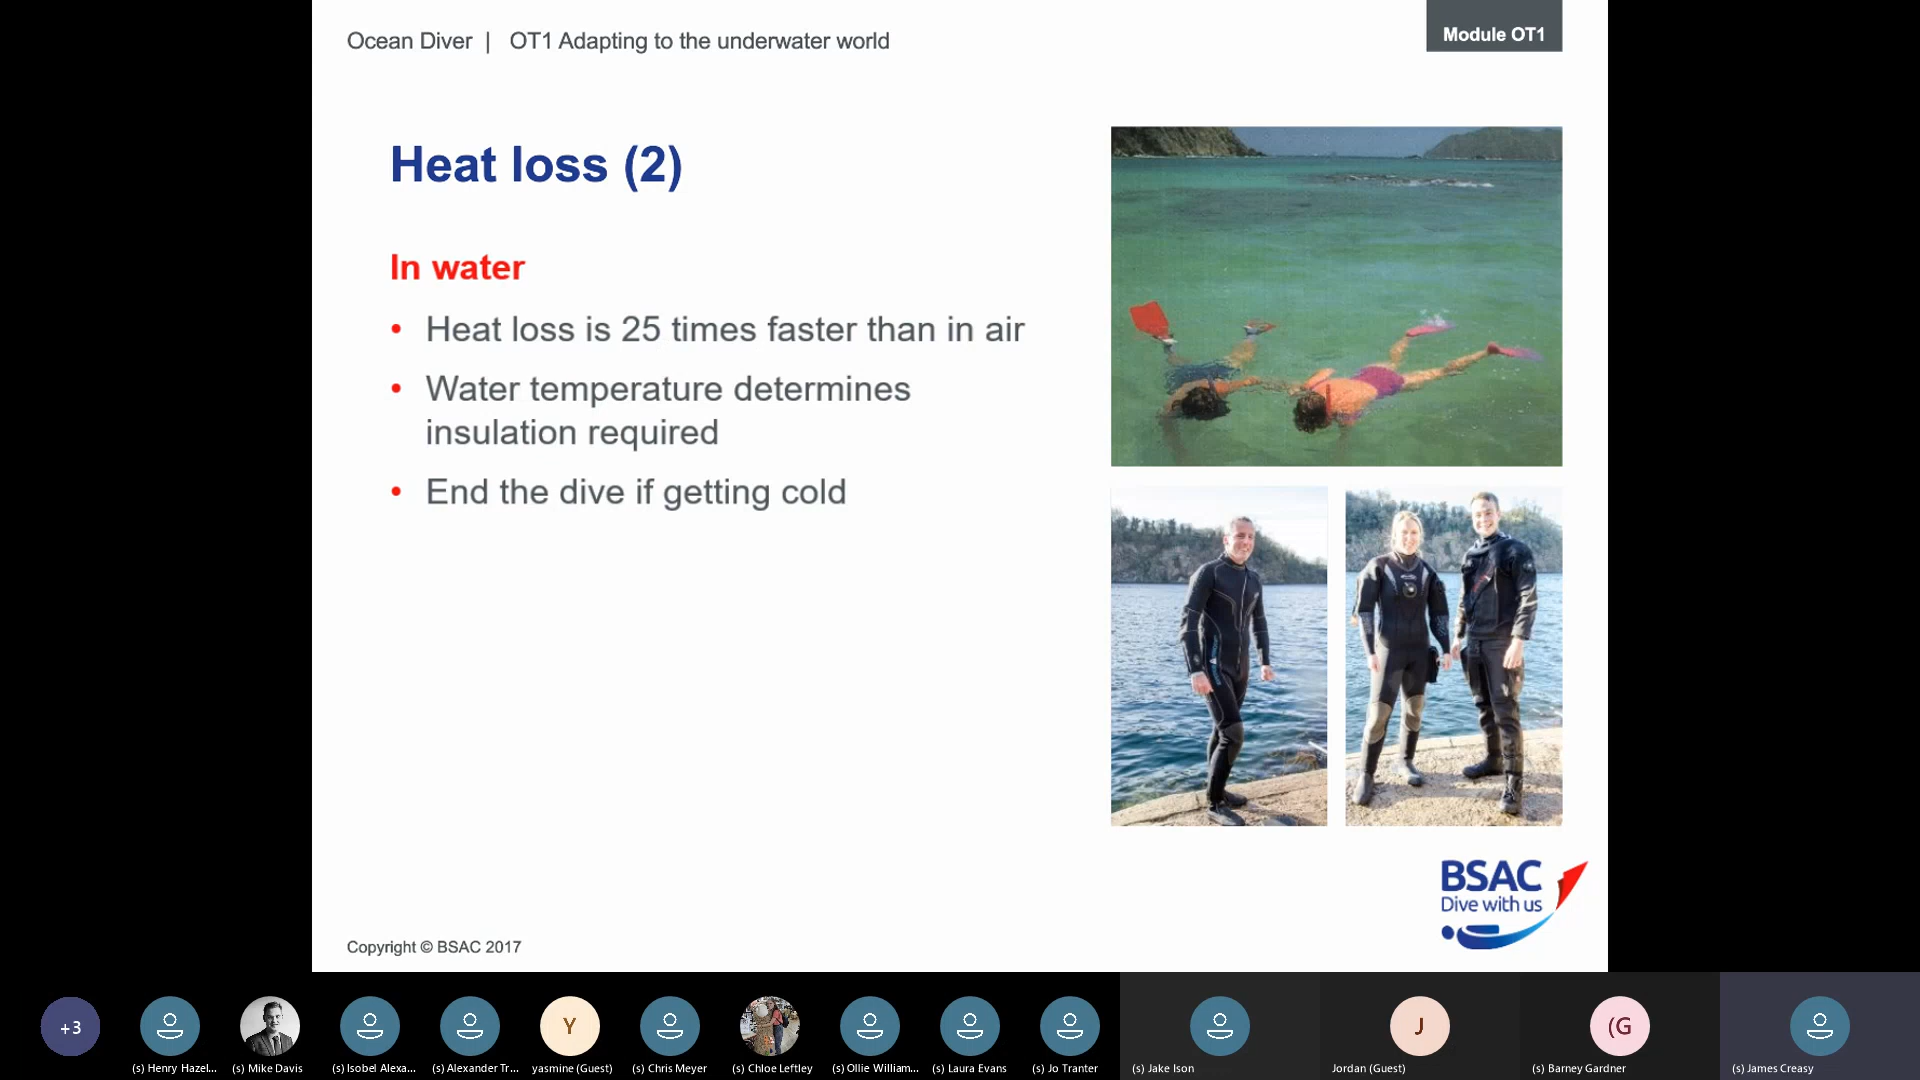 Ocean Diver | OT1 Adapting to the underwater world
Module OT1
Heat loss (2)
In water
• Heat loss is 25 times faster than in air
• Water temperature determines
insulation required
• End the dive if getting cold
BSAC
Dive with us
Copyright © BSAC 2017
+3
Y
J
(G
(s) Henry Hazel...
(s) Mike Davis
(s) Isobel Alexa...
(s) Alexander Tr...
yasmine (Guest)
(s) Chris Meyer
(s) Chloe Leftley
(s) Ollie William...
(s) Laura Evans
(s) Jo Tranter
(s) Jake Ison
Jordan (Guest)
(s) Barney Gardner
(s) James Creasy